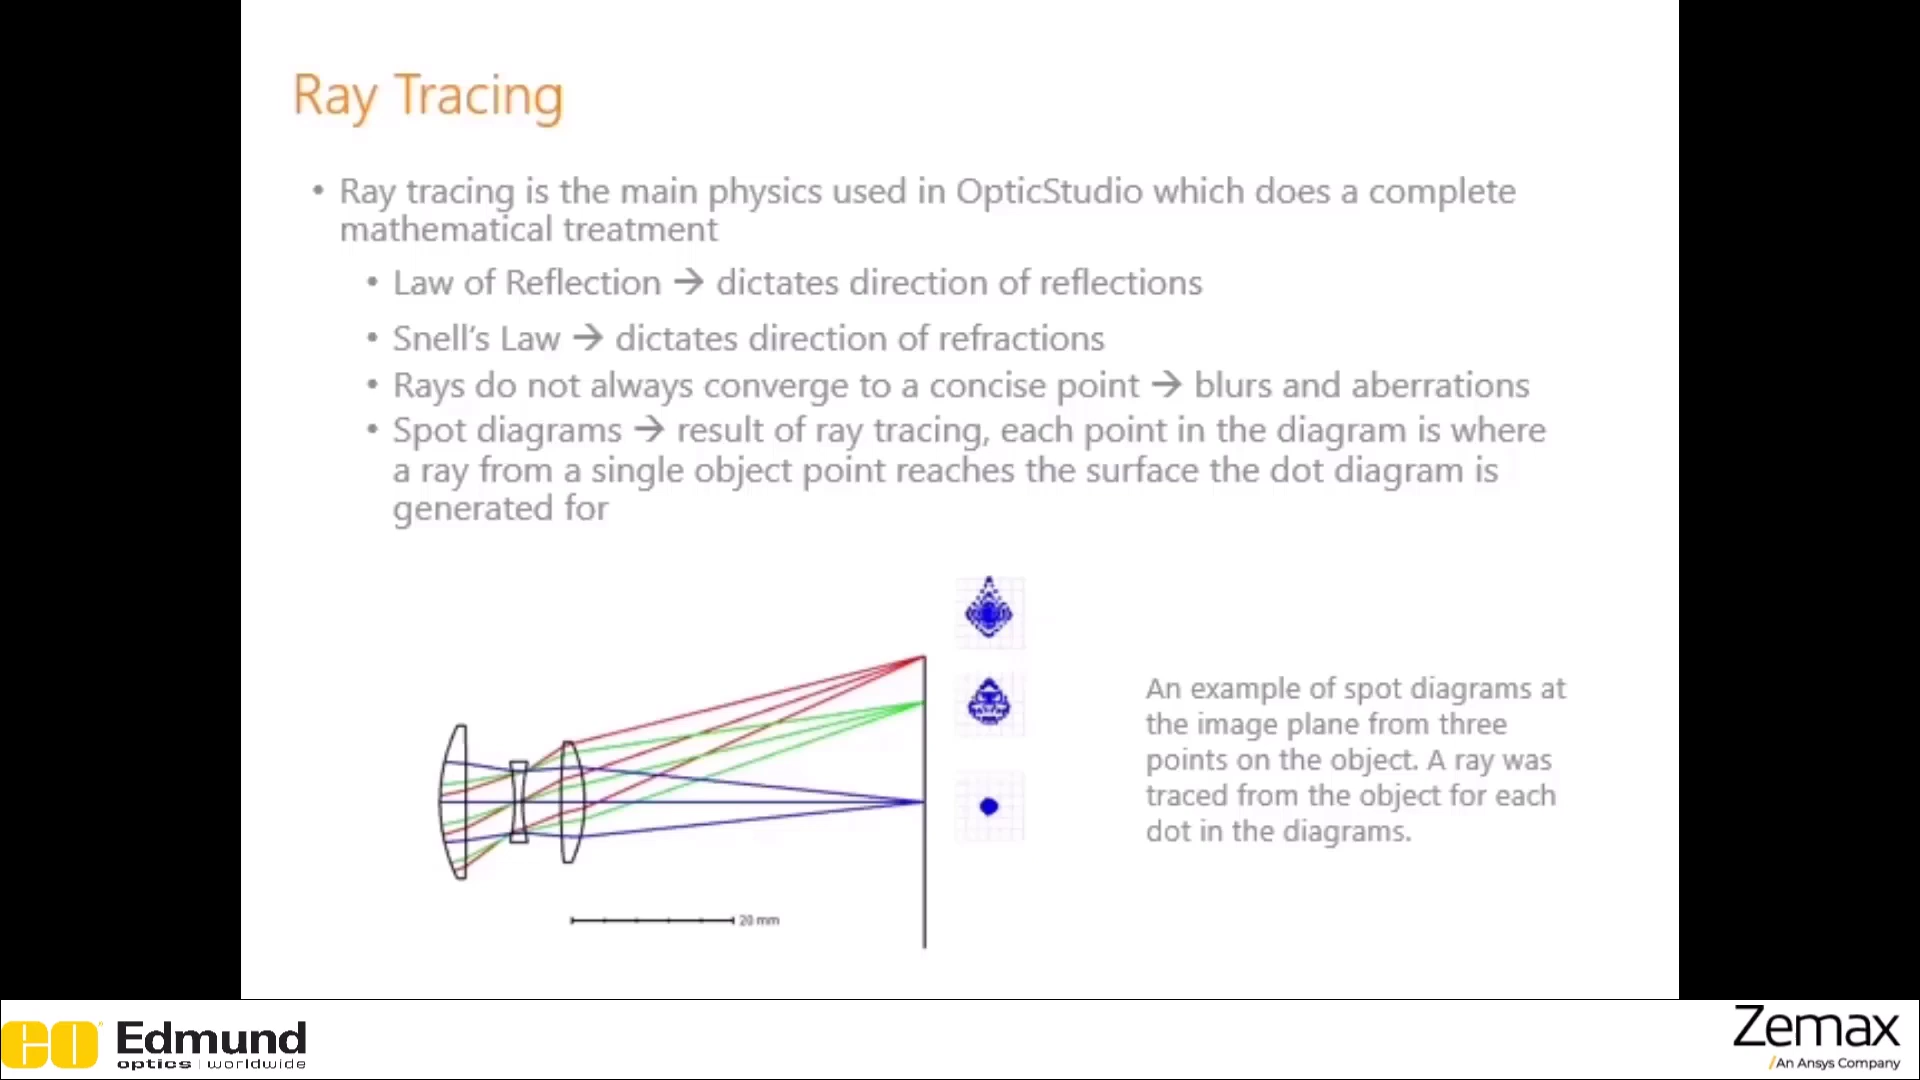 Ray Tracing
• Ray tracing is the main physics used in OpticStudio which does a complete
mathematical treatment
• Law of Reflection → dictates direction of reflections
• Snell's Law → dictates direction of refractions
• Rays do not always converge to a concise point → blurs and aberrations
• Spot diagrams → result of ray tracing, each point in the diagram is where
a ray from a single object point reaches the surface the dot diagram is
generated for
An example of spot diagrams at
the image plane from three
points on the object. A ray was
traced from the object for each
dot in the diagrams.
20 mm
EO Edmund
optics | worldwide
Zemax
/An Ansys Company